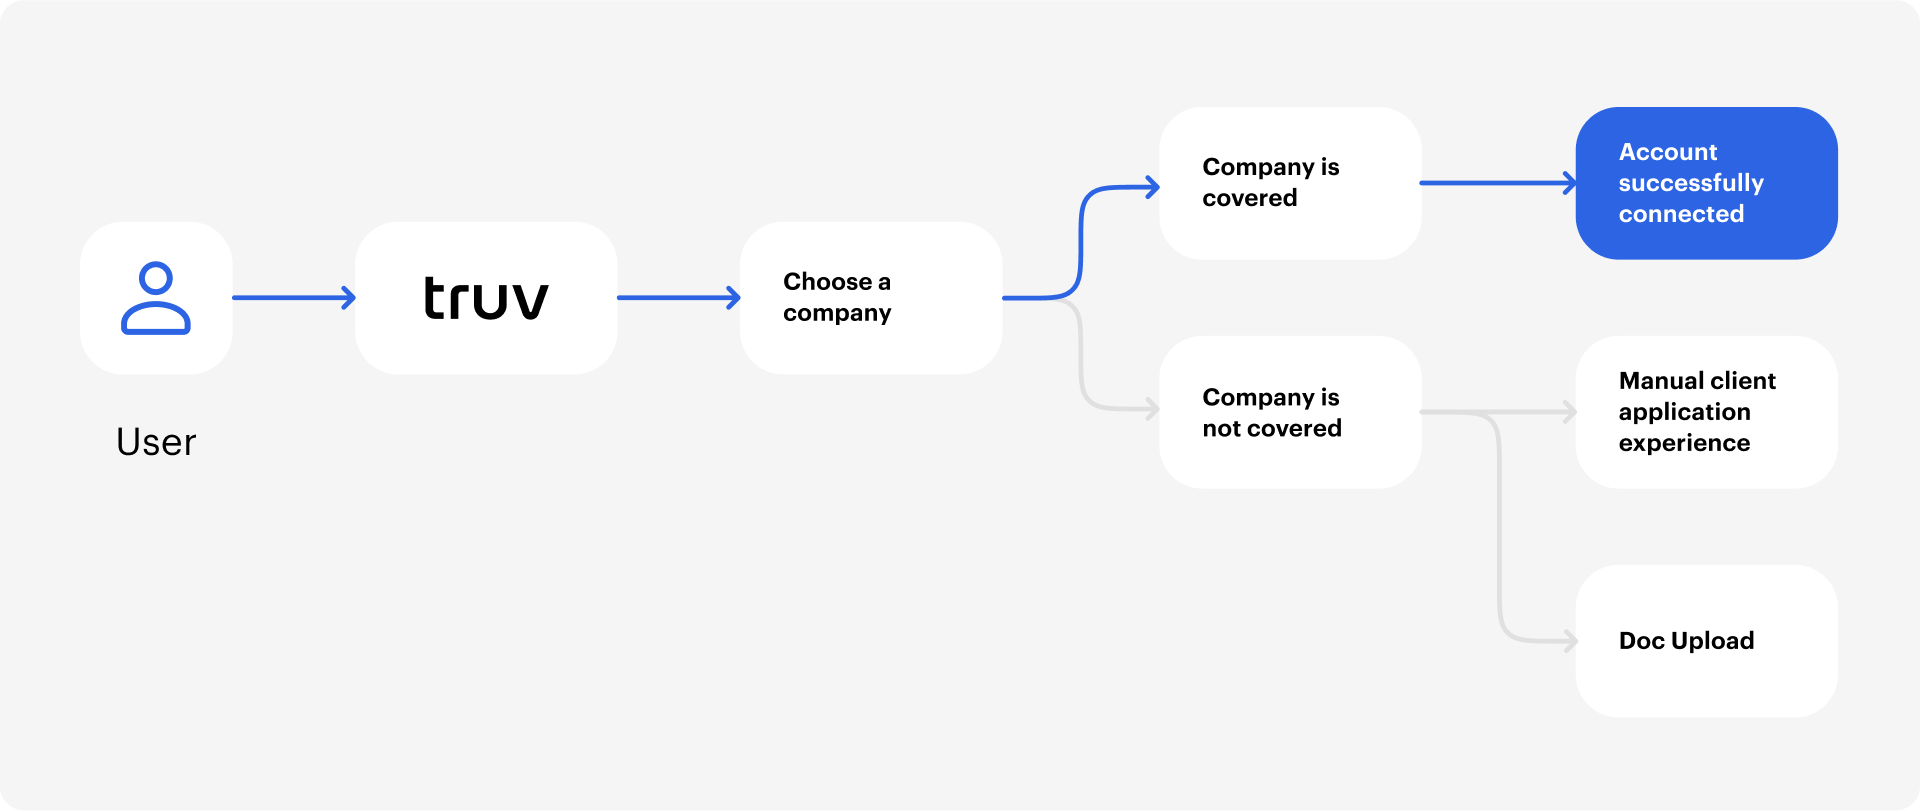 User
truv
Choose a
company
Company is
covered
Account
successfully
connected
Company is
not covered
Manual client
application
experience
Doc Upload